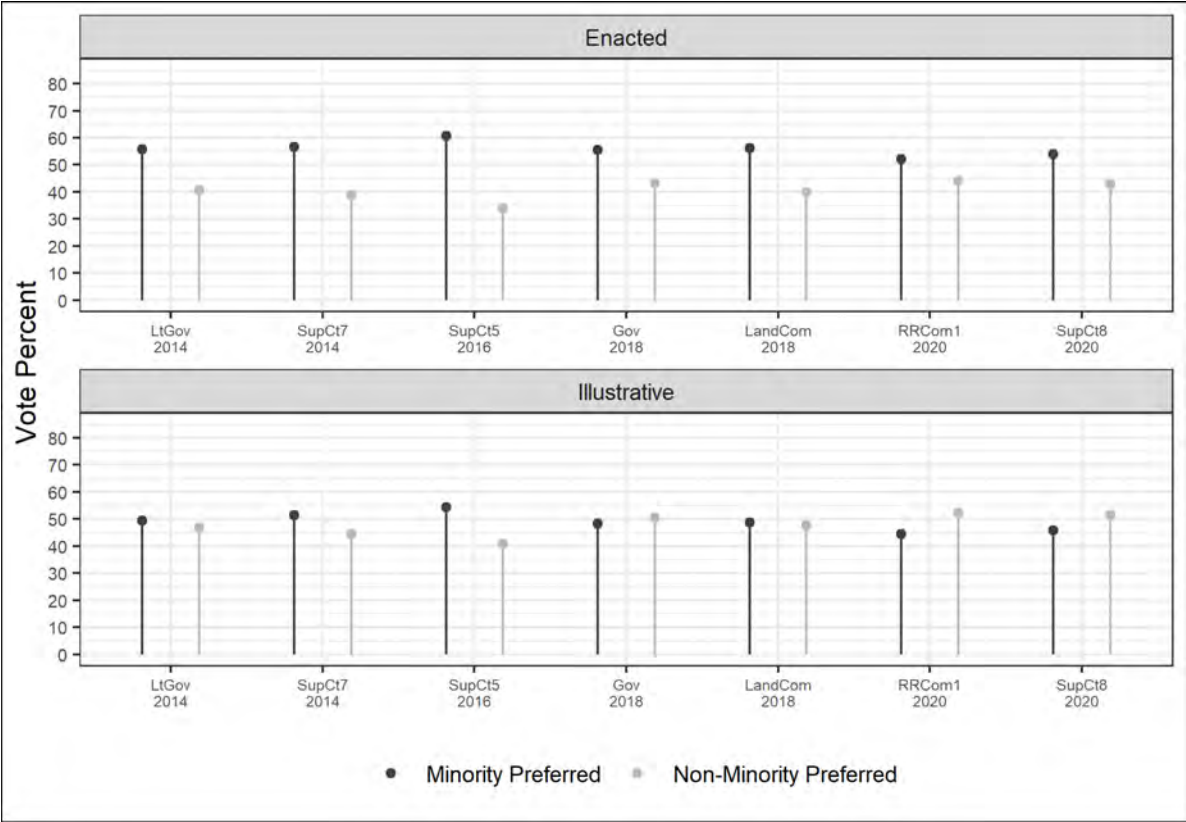 Enacted
80
70
60
50
40
30
20
10
0
LtGov
2014
SupCt7
2014
SupCt5
2016
Gov
2018
LandCom
2018
RRCom1
2020
SupCt8
2020
Vote Percent
Illustrative
80
70
60
50
40
30
20
10
0
LtGov
2014
SupCt7
2014
SupCt5
2016
Gov
2018
LandCom
2018
RRCom1
2020
SupCt8
2020
Minority Preferred
Non-Minority Preferred